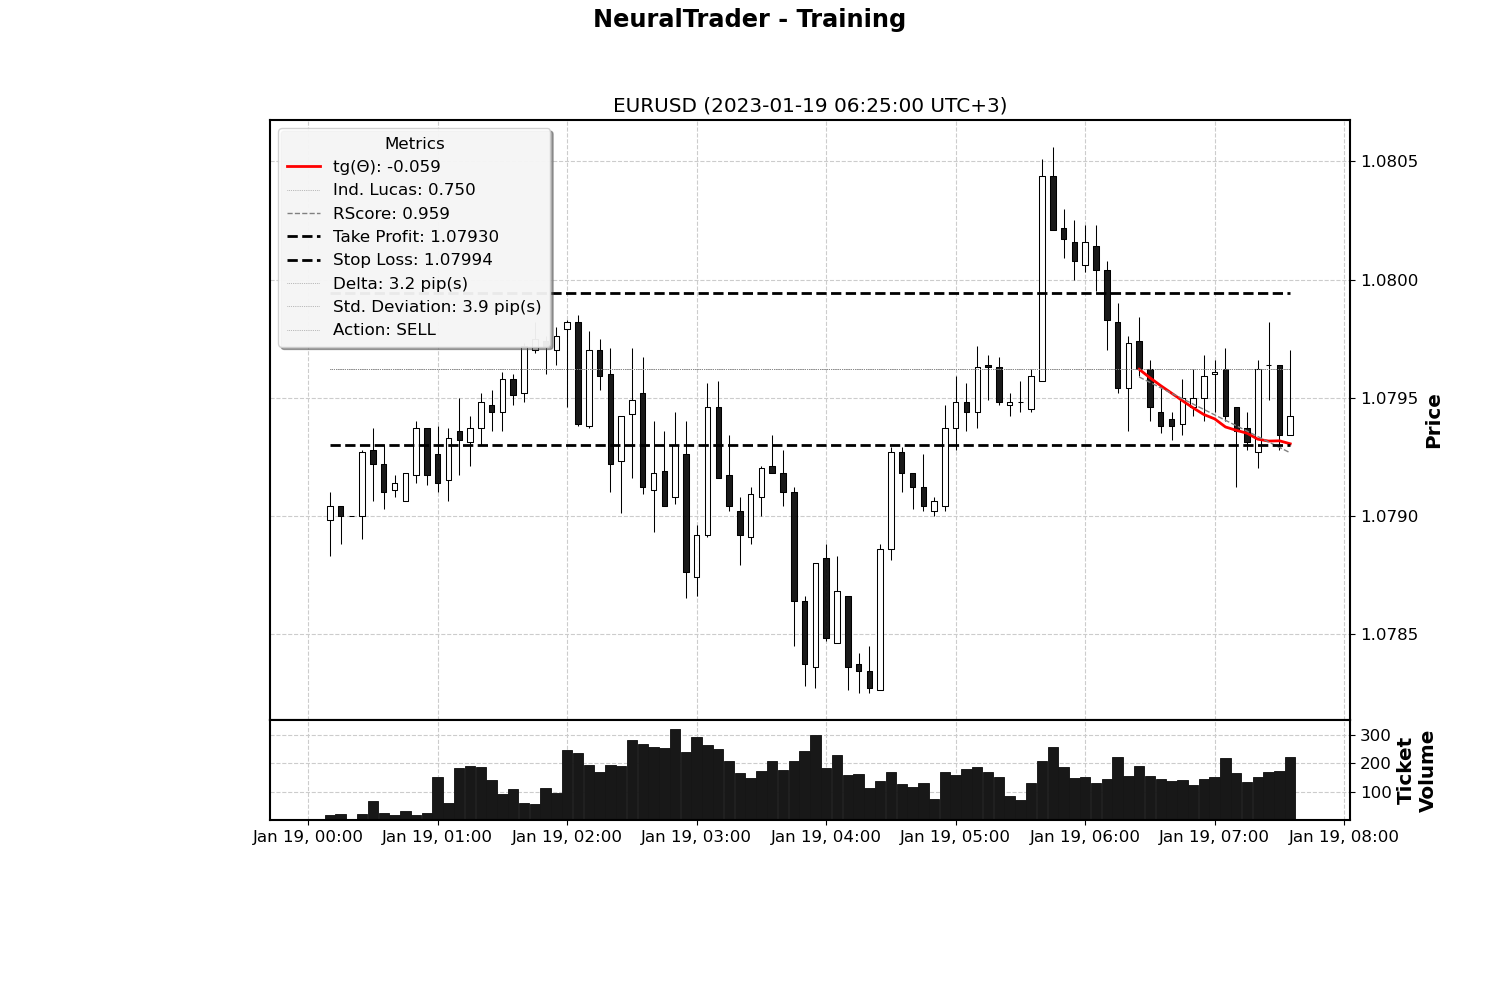 NeuralTrader - Training
EURUSD (2023-01-19 06:25:00 UTC+3)
Metrics
tg(Θ): -0.059
Ind. Lucas: 0.750
RScore: 0.959
Take Profit: 1.07930
Stop Loss: 1.07994
Delta: 3.2 pip(s)
Std. Deviation: 3.9 pip(s)
Action: SELL
1.0805
1.0800
1.0795
1.0790
1.0785
Price
300
200
100
Ticket
Volume
Jan 19, 00:00
Jan 19, 01:00
Jan 19, 02:00
Jan 19, 03:00
Jan 19, 04:00
Jan 19, 05:00
Jan 19, 06:00
Jan 19, 07:00
Jan 19, 08:00